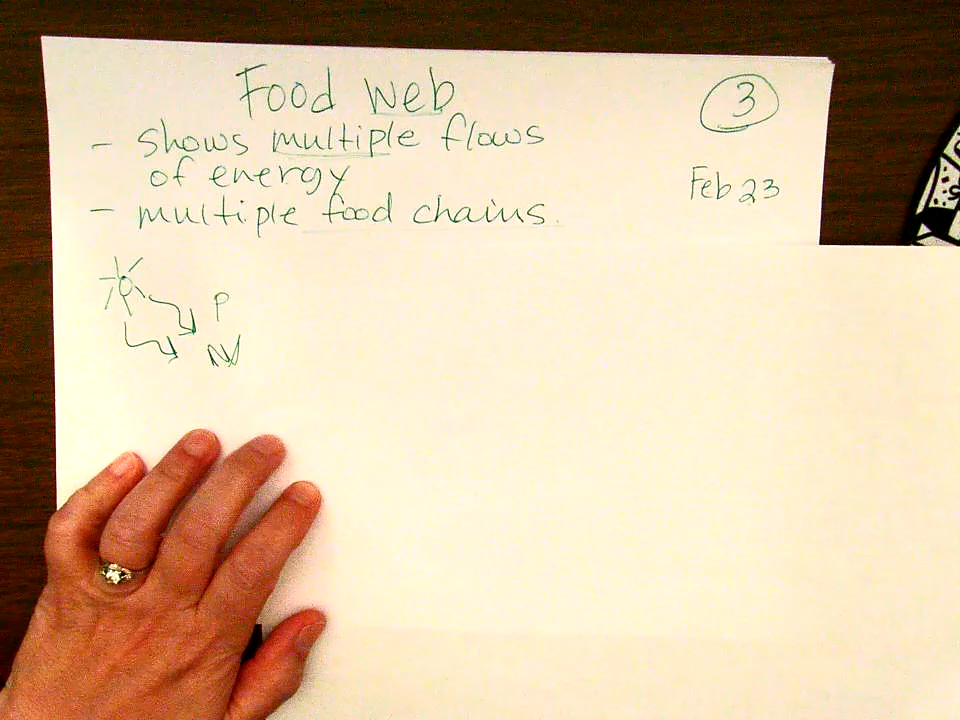 Food Web
3
- shows multiple flows
of energy
Feb 23
- multiple food chains.
P